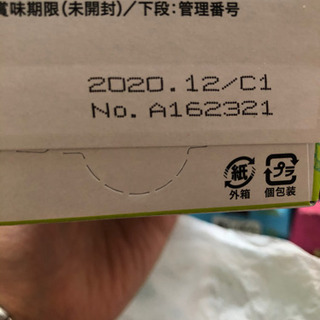 賞味期限(未開封)/下段:管理番号
2020.12/C1
No. A162321
紙
外箱
プラ
個包装